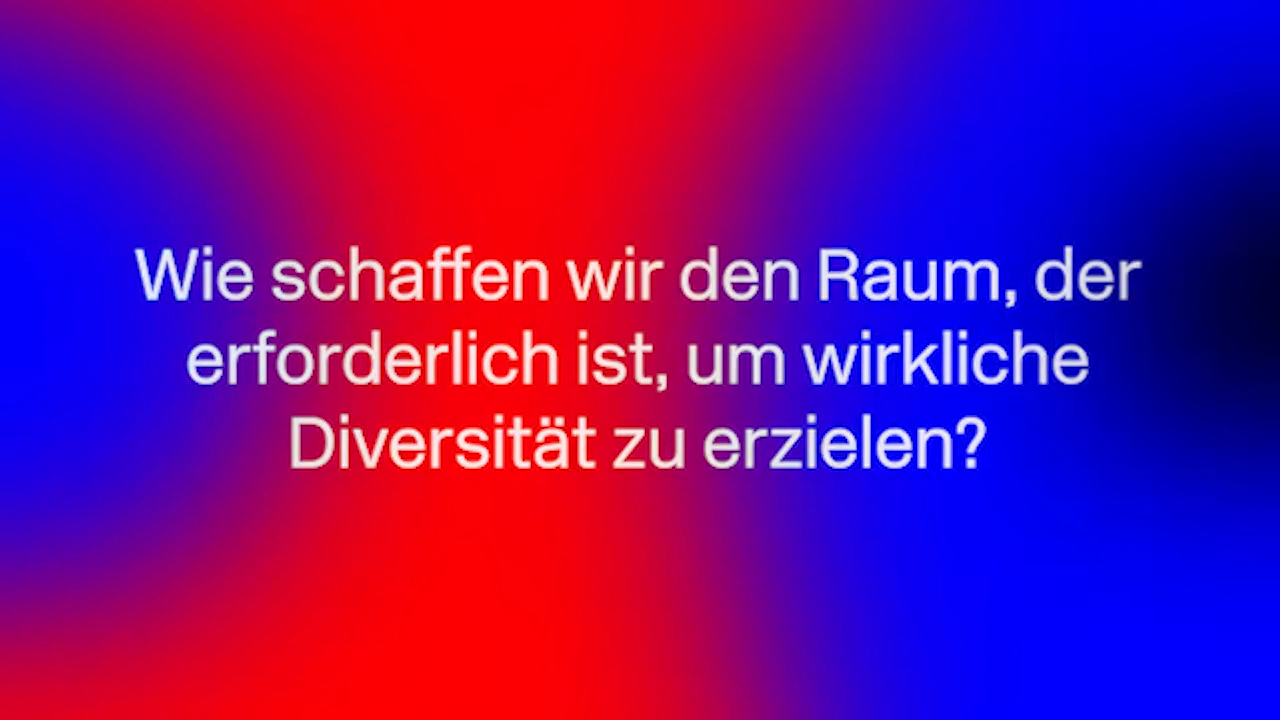 Wie schaffen wir den Raum, der
erforderlich ist, um wirkliche
Diversität zu erzielen?